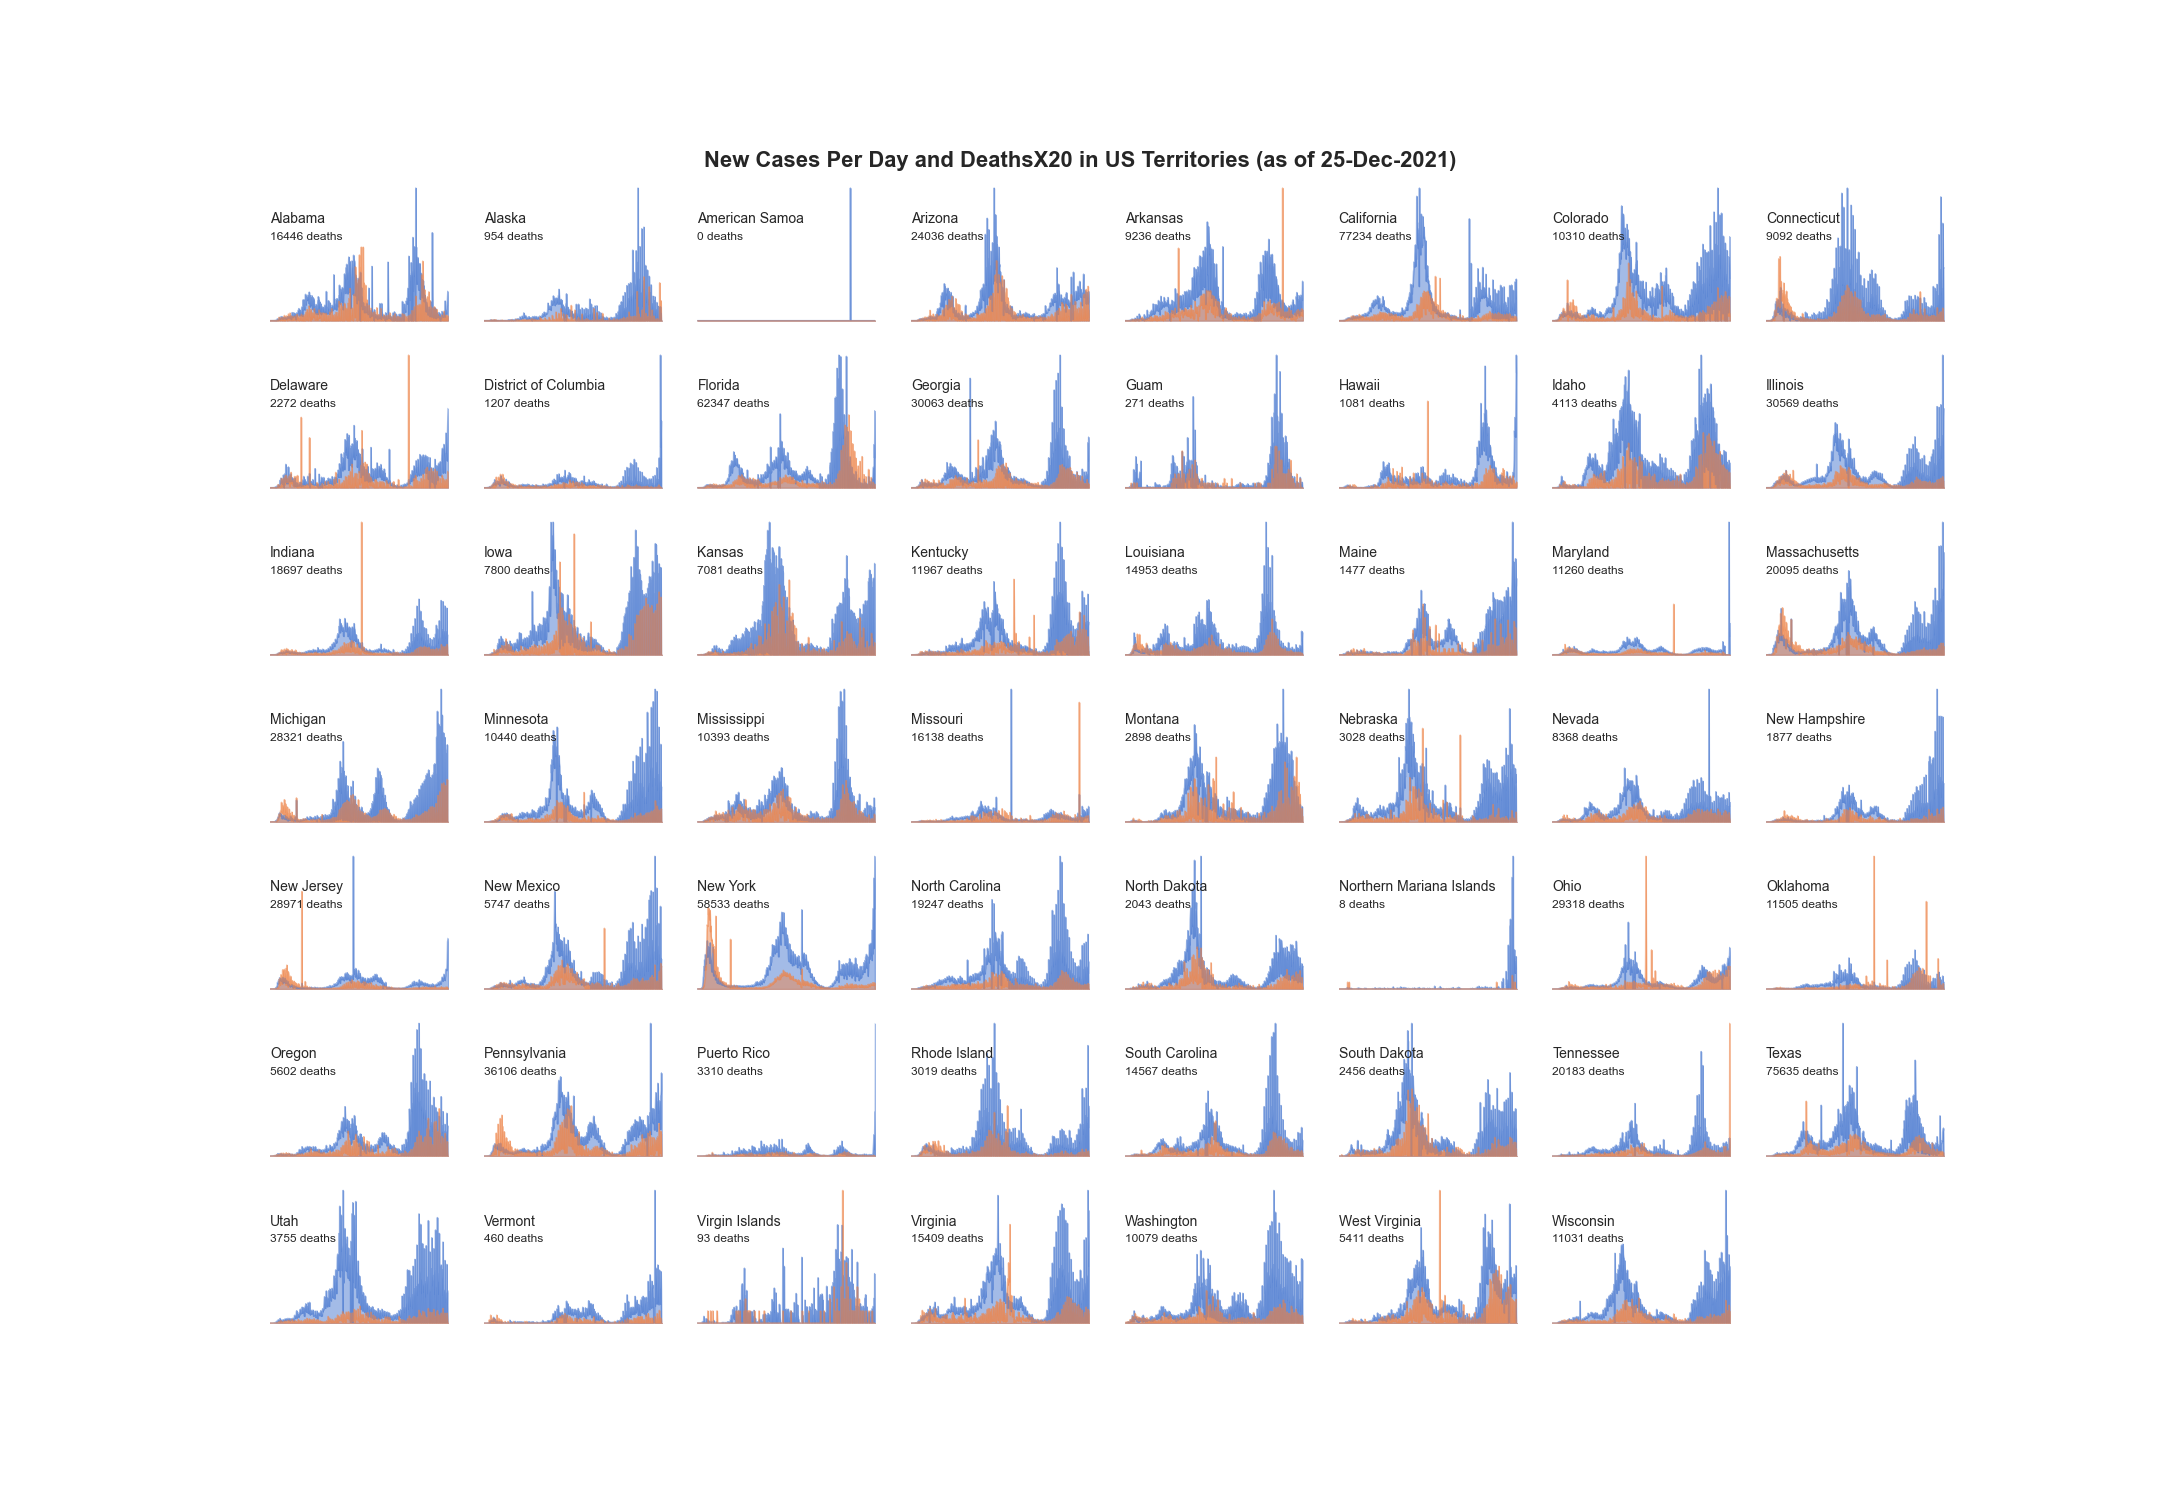 New Cases Per Day and DeathsX20 in US Territories (as of 25-Dec-2021)
Alabama
16446 deaths
Alaska
954 deaths
American Samoa
0 deaths
Arizona
24036 deaths
Arkansas
9236 deaths
California
77234 deaths
Colorado
10310 deaths
Connecticut
9092 deaths
Delaware
2272 deaths
District of Columbia
1207 deaths
Florida
62347 deaths
Georgia
30063 deaths
Guam
271 deaths
Hawaii
1081 deaths
Idaho
4113 deaths
Illinois
30569 deaths
Indiana
18697 deaths
Iowa
7800 deaths
Kansas
7081 deaths
Kentucky
11967 deaths
Louisiana
14953 deaths
Maine
1477 deaths
Maryland
11260 deaths
Massachusetts
20095 deaths
Michigan
28321 deaths
Minnesota
10440 deaths
Mississippi
10393 deaths
Missouri
16138 deaths
Montana
2898 deaths
Nebraska
3028 deaths
Nevada
8368 deaths
New Hampshire
1877 deaths
New Jersey
28971 deaths
New Mexico
5747 deaths
New York
58533 deaths
North Carolina
19247 deaths
North Dakota
2043 deaths
Northern Mariana Islands
8 deaths
Ohio
29318 deaths
Oklahoma
11505 deaths
Oregon
5602 deaths
Pennsylvania
36106 deaths
Puerto Rico
3310 deaths
Rhode Island
3019 deaths
South Carolina
14567 deaths
South Dakota
2456 deaths
Tennessee
20183 deaths
Texas
75635 deaths
Utah
3755 deaths
Vermont
460 deaths
Virgin Islands
93 deaths
Virginia
15409 deaths
Washington
10079 deaths
West Virginia
5411 deaths
Wisconsin
11031 deaths